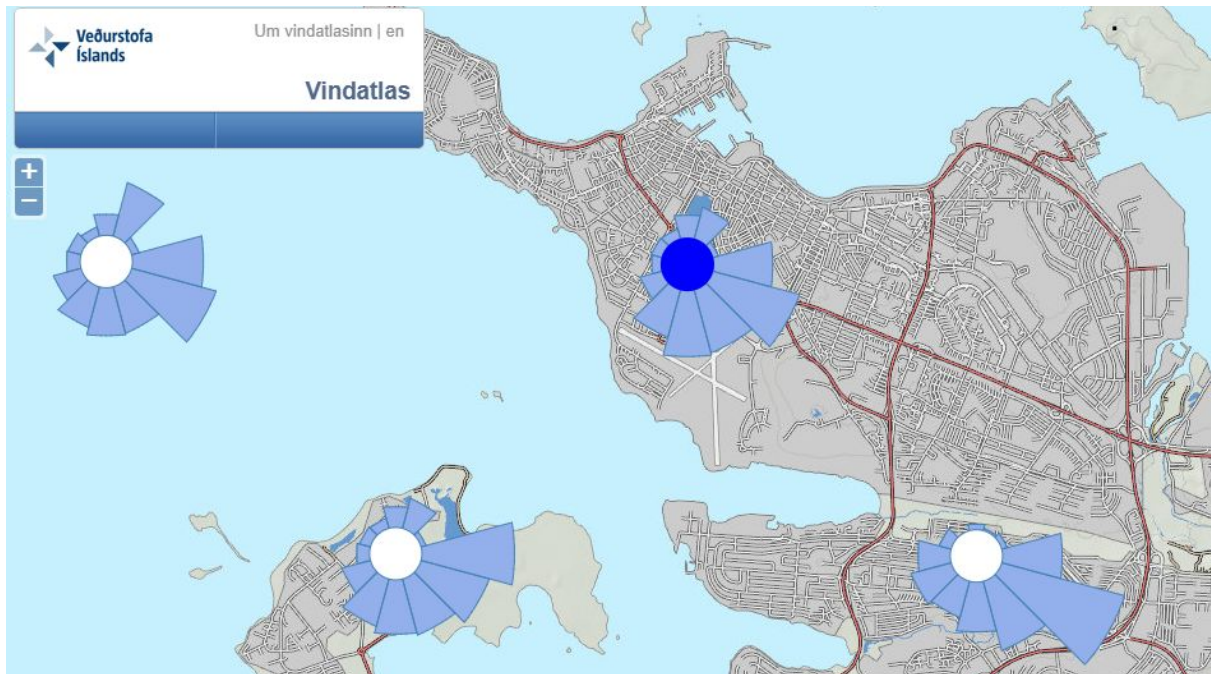 Veðurstofa
Íslands
Um vindatlasinn | en
Vindatlas
+
−